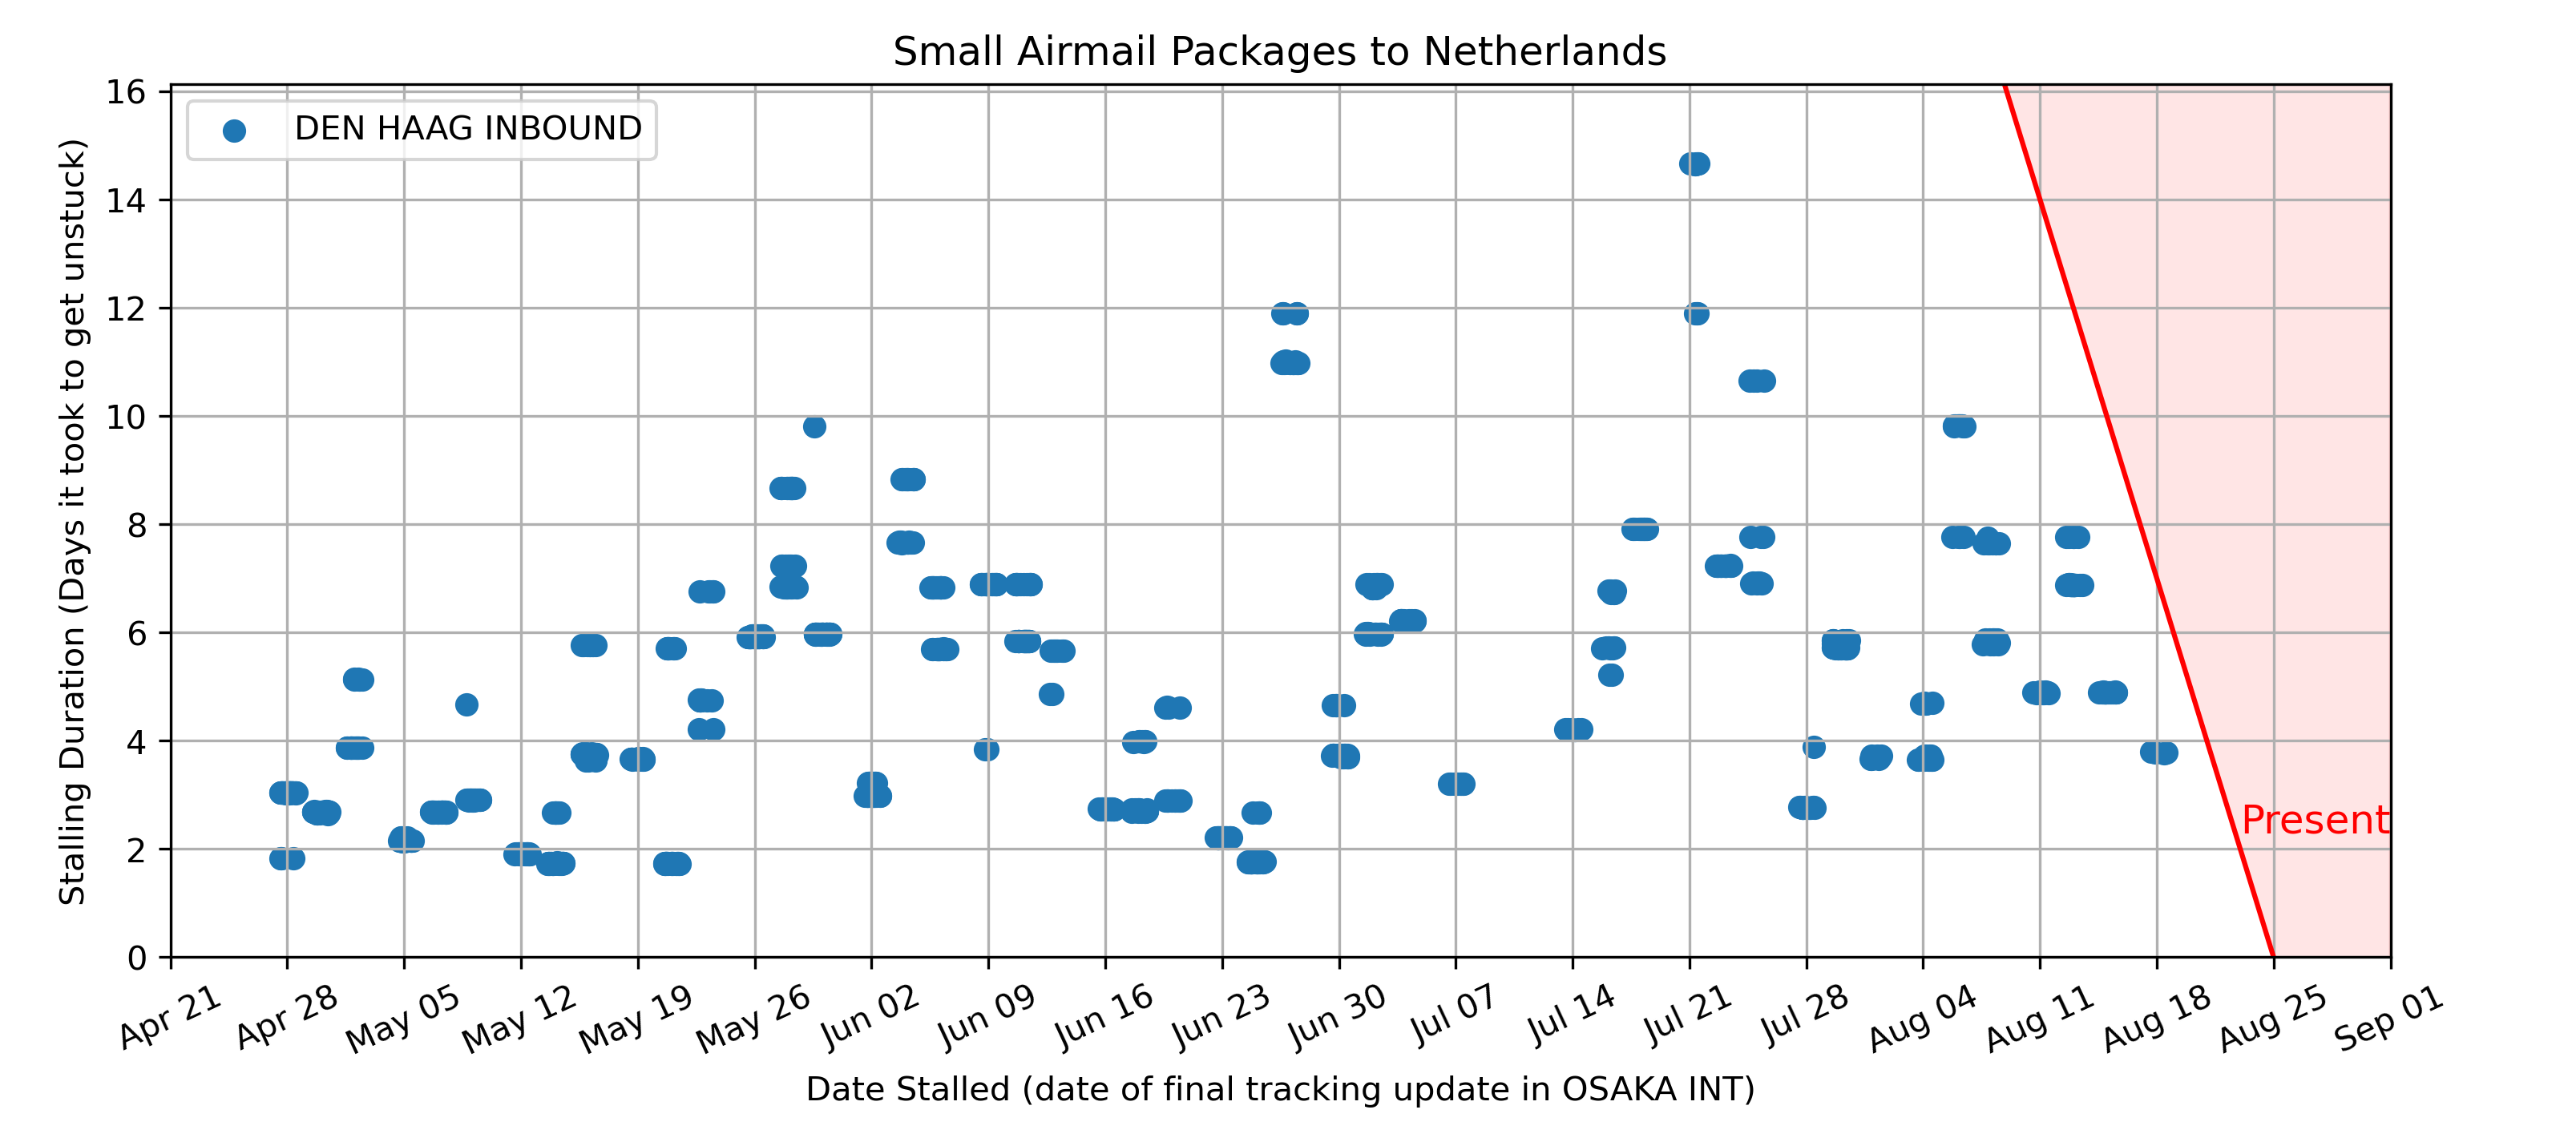 Small Airmail Packages to Netherlands
DEN HAAG INBOUND
Stalling Duration (Days it took to get unstuck)
16
14
12
10
8
6
4
2
0
Present
Apr 21
Apr 28
May 05
May 12
May 19
May 26
Jun 02
Jun 09
Jun 16
Jun 23
Jun 30
Jul 07
Jul 14
Jul 21
Jul 28
Aug 04
Aug 11
Aug 18
Aug 25
Sep 01
Date Stalled (date of final tracking update in OSAKA INT)